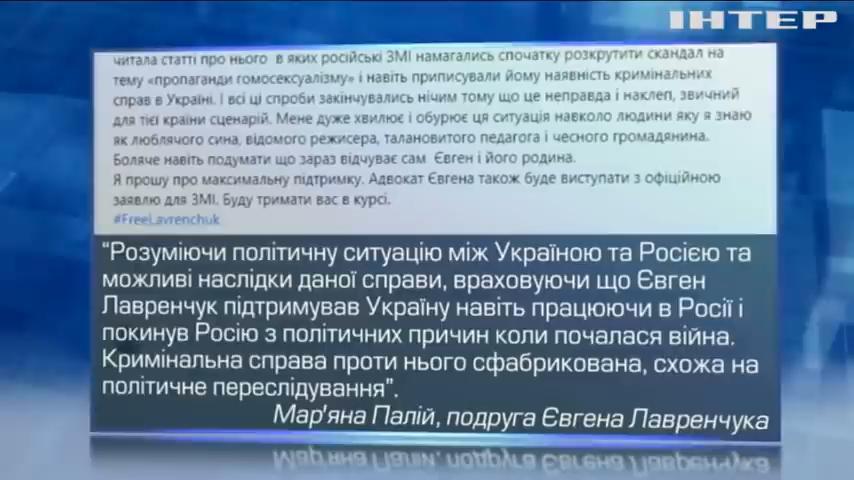 ІНТЕР
читала статті про нього в яких російські ЗМІ намагались спочатку розкрутити скандал на
тему «пропаганди гомосексуалізму» і навіть приписували йому наявність кримінальних
справ в Україні. І всі ці спроби закінчувались нічим тому що це неправда і наклеп, звичний
для тієї країни сценарій. Мене дуже хвилює і обурює ця ситуація навколо людини яку я знаю
як люблячого сина, відомого режисера, талановитого педагога і чесного громадянина.
Боляче навіть подумати що зараз відчуває сам Євген і його родина.
Я прошу про максимальну підтримку. Адвокат Євгена також буде виступати з офіційною
заявлю для ЗМІ. Буду тримати вас в курсі.
#FreeLavrenchuk
“Розуміючи політичну ситуацію між Україною та Росією та
можливі наслідки даної справи, враховуючи що Євген
Лавренчук підтримував Україну навіть працюючи в Росії і
покинув Росію з політичних причин коли почалася війна.
Кримінальна справа проти нього сфабрикована, схожа на
політичне переслідування”.
Мар'яна Палій, подруга Євгена Лавренчука